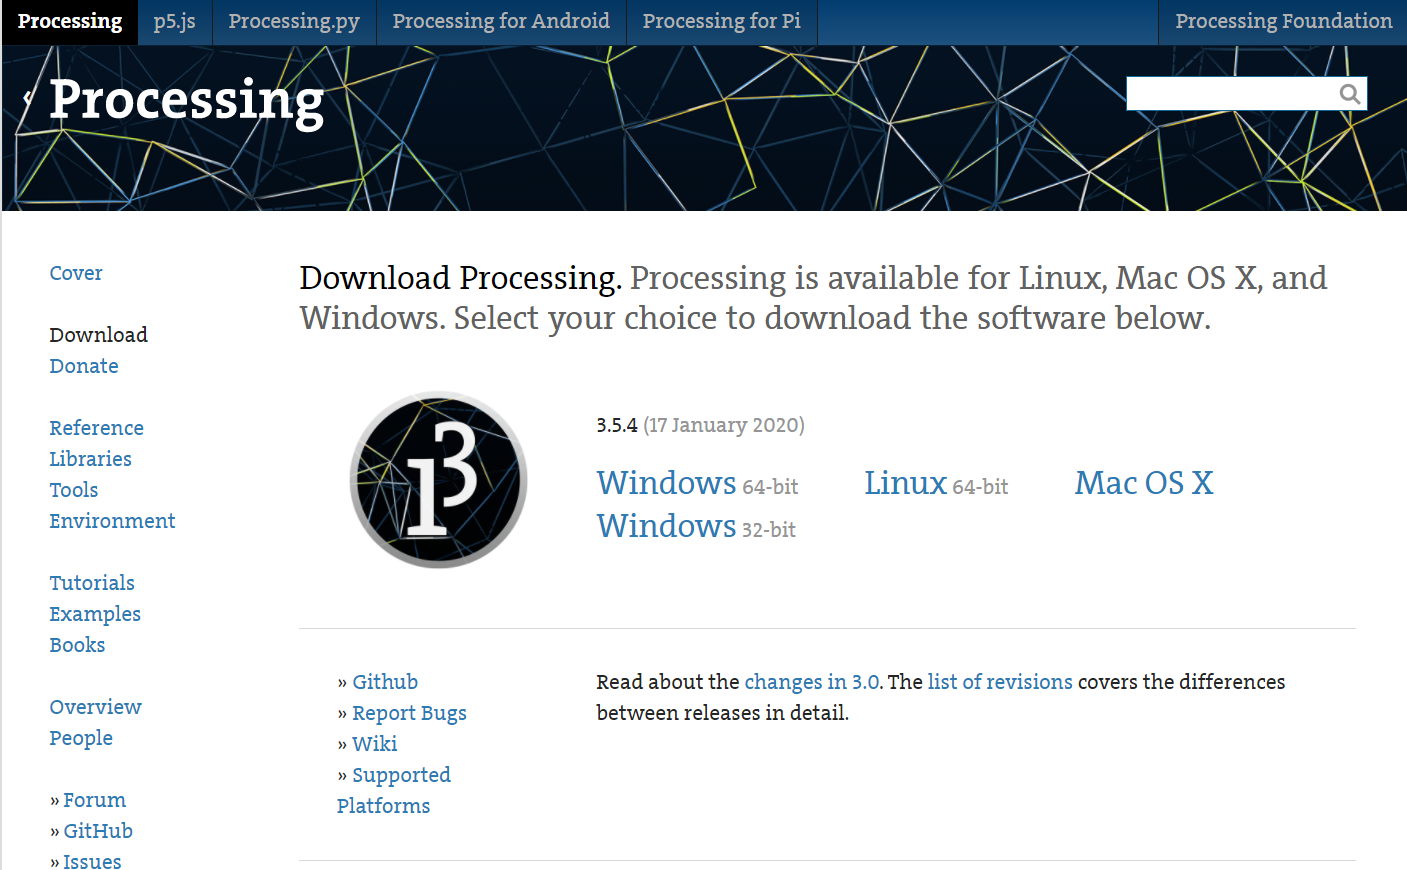 Processing
p5.js
Processing.py
Processing for Android
Processing for Pi
Processing Foundation
‹ Processing
Cover
Download
Donate
Reference
Libraries
Tools
Environment
Tutorials
Examples
Books
Overview
People
» Forum
» GitHub
» Issues
Download Processing. Processing is available for Linux, Mac OS X, and
Windows. Select your choice to download the software below.
3
3.5.4 (17 January 2020)
Windows 64-bit
Linux 64-bit
Mac OS X
Windows 32-bit
» Github
» Report Bugs
» Wiki
» Supported
Platforms
Read about the changes in 3.0. The list of revisions covers the differences
between releases in detail.